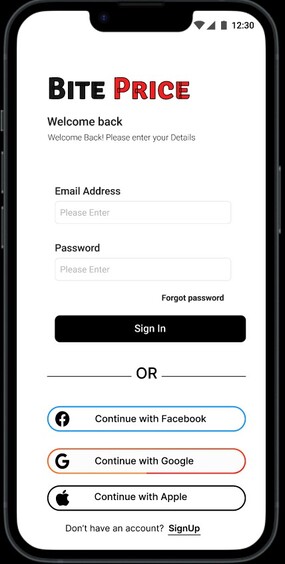 12:30
BITE PRICE
Welcome back
Welcome Back! Please enter your Details
Email Address
Please Enter
Password
Please Enter
Forgot password
Sign In
OR
Continue with Facebook
Continue with Google
Continue with Apple
Don't have an account? SignUp